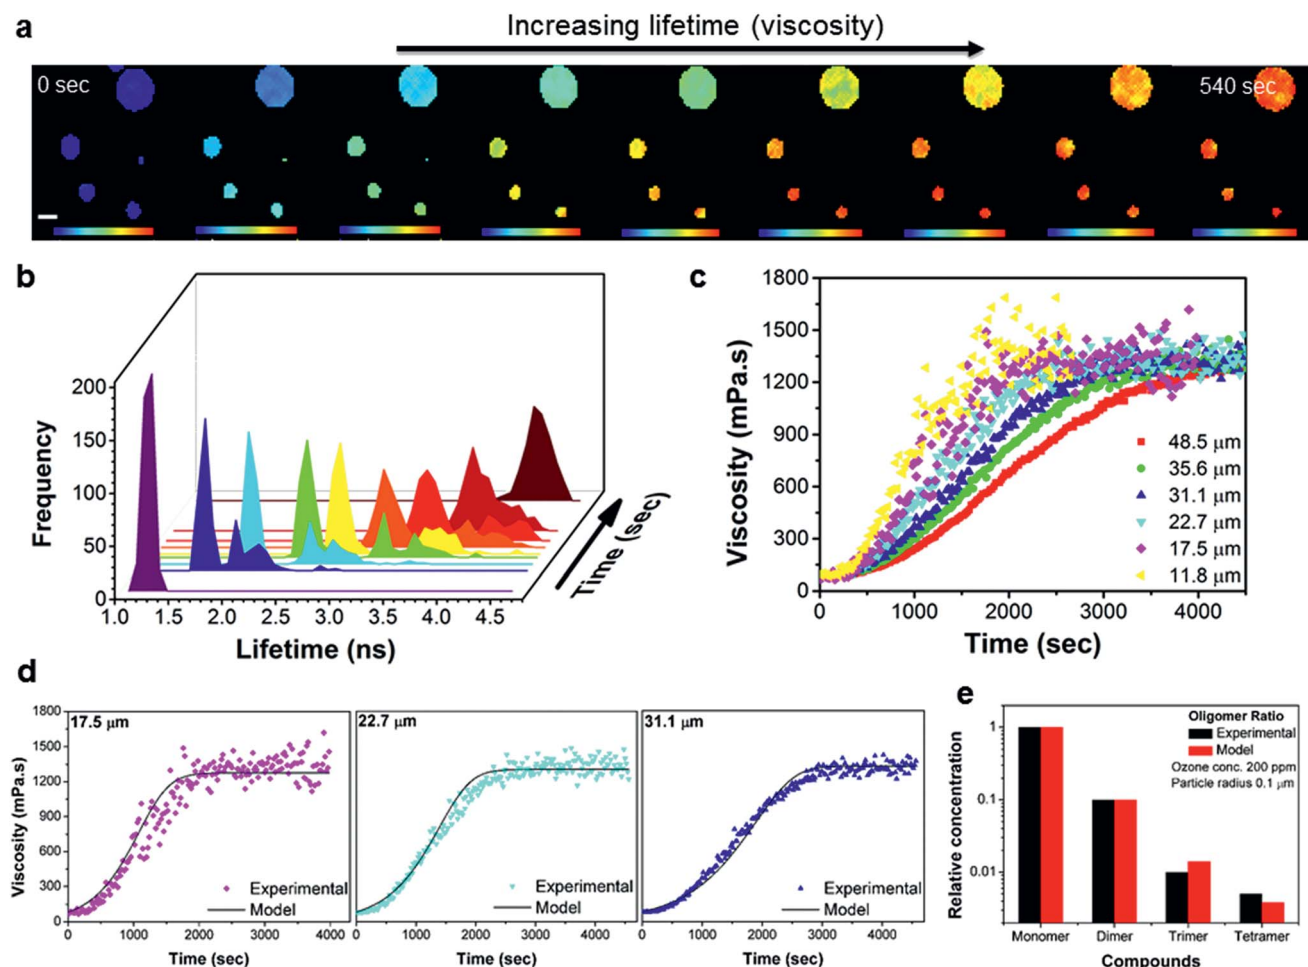 a
Increasing lifetime (viscosity)
0 sec
540 sec
b
200
150
100
50
0
Frequency
1.0 1.5 2.0 2.5 3.0 3.5 4.0 4.5
Lifetime (ns)
Time (sec)
c
1800
1500
1200
900
600
300
0
Viscosity (mPa.s)
48.5 μm
35.6 μm
31.1 μm
22.7 μm
17.5 μm
11.8 μm
0 1000 2000 3000 4000
Time (sec)
d
1800
1500
1200
900
600
300
0
Viscosity (mPa.s)
17.5 μm
Experimental
Model
0 1000 2000 3000 4000
Time (sec)
22.7 μm
Experimental
Model
0 1000 2000 3000 4000
Time (sec)
31.1 μm
Experimental
Model
0 1000 2000 3000 4000
Time (sec)
e
1
0.1
0.01
Relative concentration
Oligomer Ratio
Experimental
Model
Ozone conc. 200 ppm
Particle radius 0.1 μm
Monomer Dimer Trimer Tetramer
Compounds